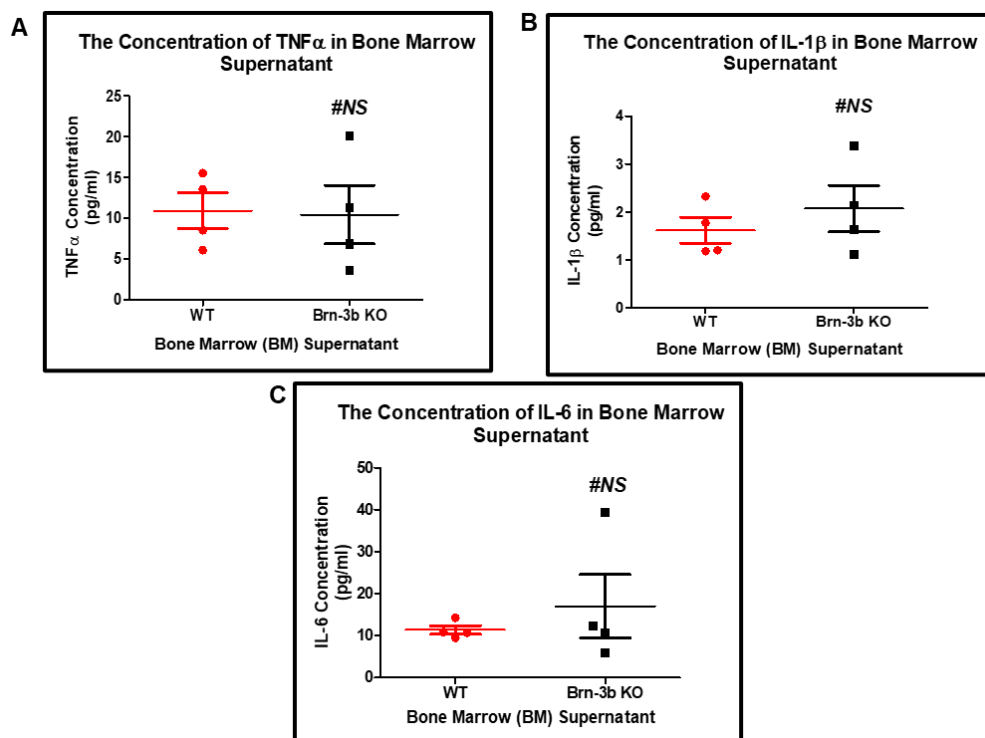 A
The Concentration of TNFα in Bone Marrow
Supernatant
#NS
25
20
15
10
5
0
TNFα Concentration
(pg/ml)
WT
Brn-3b KO
Bone Marrow (BM) Supernatant
B
The Concentration of IL-1β in Bone Marrow
Supernatant
#NS
4
3
2
1
0
IL-1β Concentration
(pg/ml)
WT
Brn-3b KO
Bone Marrow (BM) Supernatant
C
The Concentration of IL-6 in Bone Marrow
Supernatant
#NS
50
40
30
20
10
0
IL-6 Concentration
(pg/ml)
WT
Brn-3b KO
Bone Marrow (BM) Supernatant